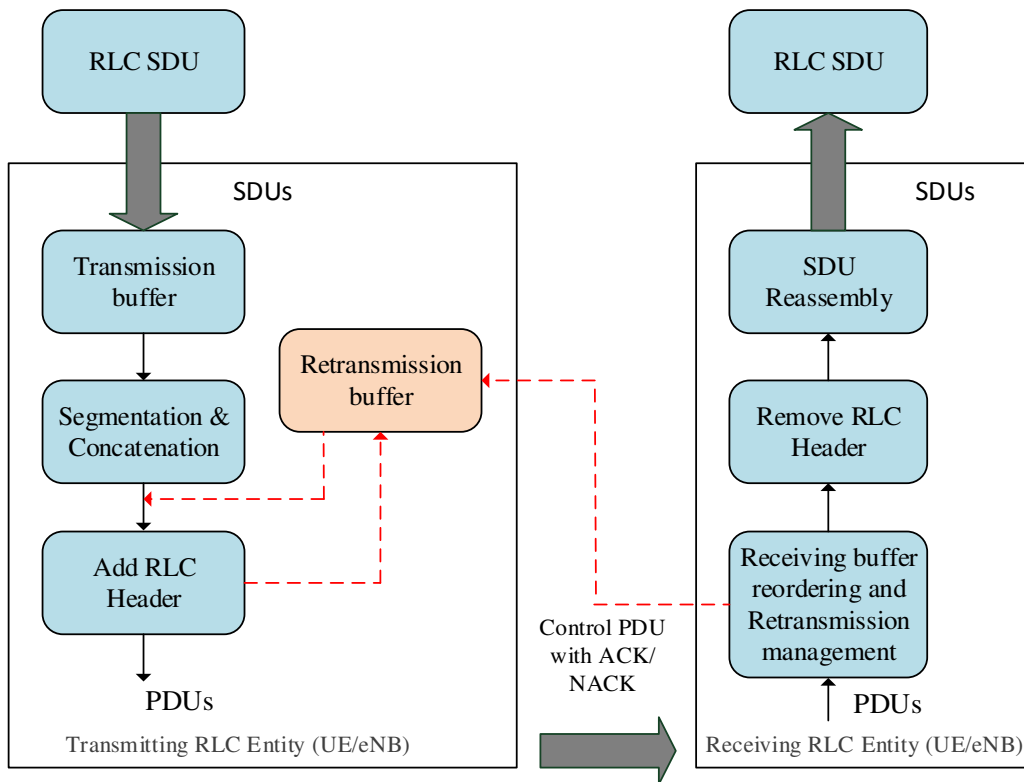 RLC SDU
SDUs
Transmission
buffer
Segmentation &
Concatenation
Retransmission
buffer
Add RLC
Header
PDUs
Transmitting RLC Entity (UE/eNB)
Control PDU
with ACK/
NACK
RLC SDU
SDUs
SDU
Reassembly
Remove RLC
Header
Receiving buffer
reordering and
Retransmission
management
PDUs
Receiving RLC Entity (UE/eNB)